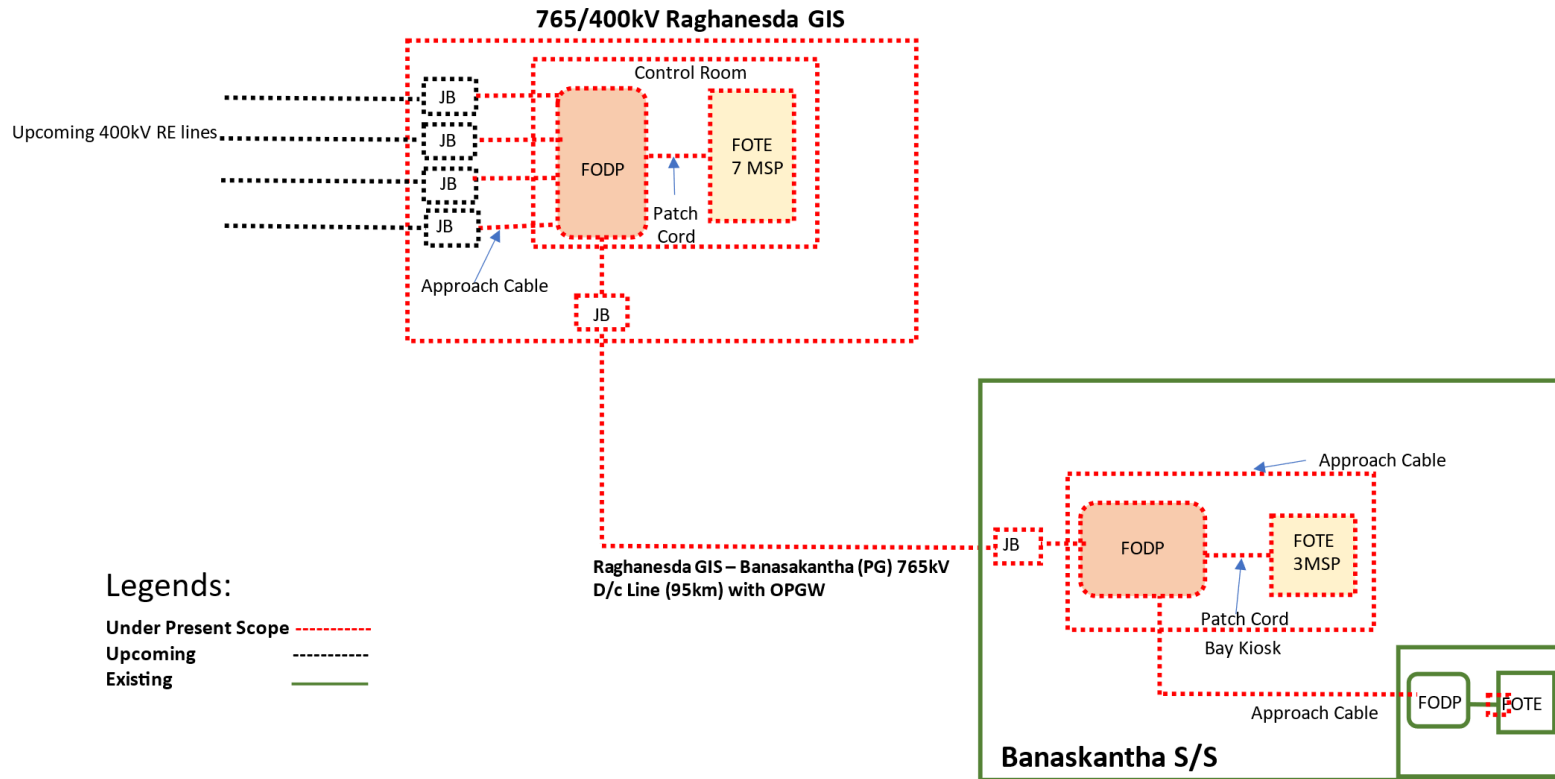 765/400kV Raghanesda GIS
Control Room
JB
JB
JB
JB
Upcoming 400kV RE lines
FODP
FOTE
7 MSP
Patch
Cord
Approach Cable
JB
Approach Cable
JB
FODP
FOTE
3MSP
Raghanesda GIS – Banasakantha (PG) 765kV
D/c Line (95km) with OPGW
Patch Cord
Bay Kiosk
Legends:
Under Present Scope
Upcoming
Existing
FODP
FOTE
Approach Cable
Banaskantha S/S